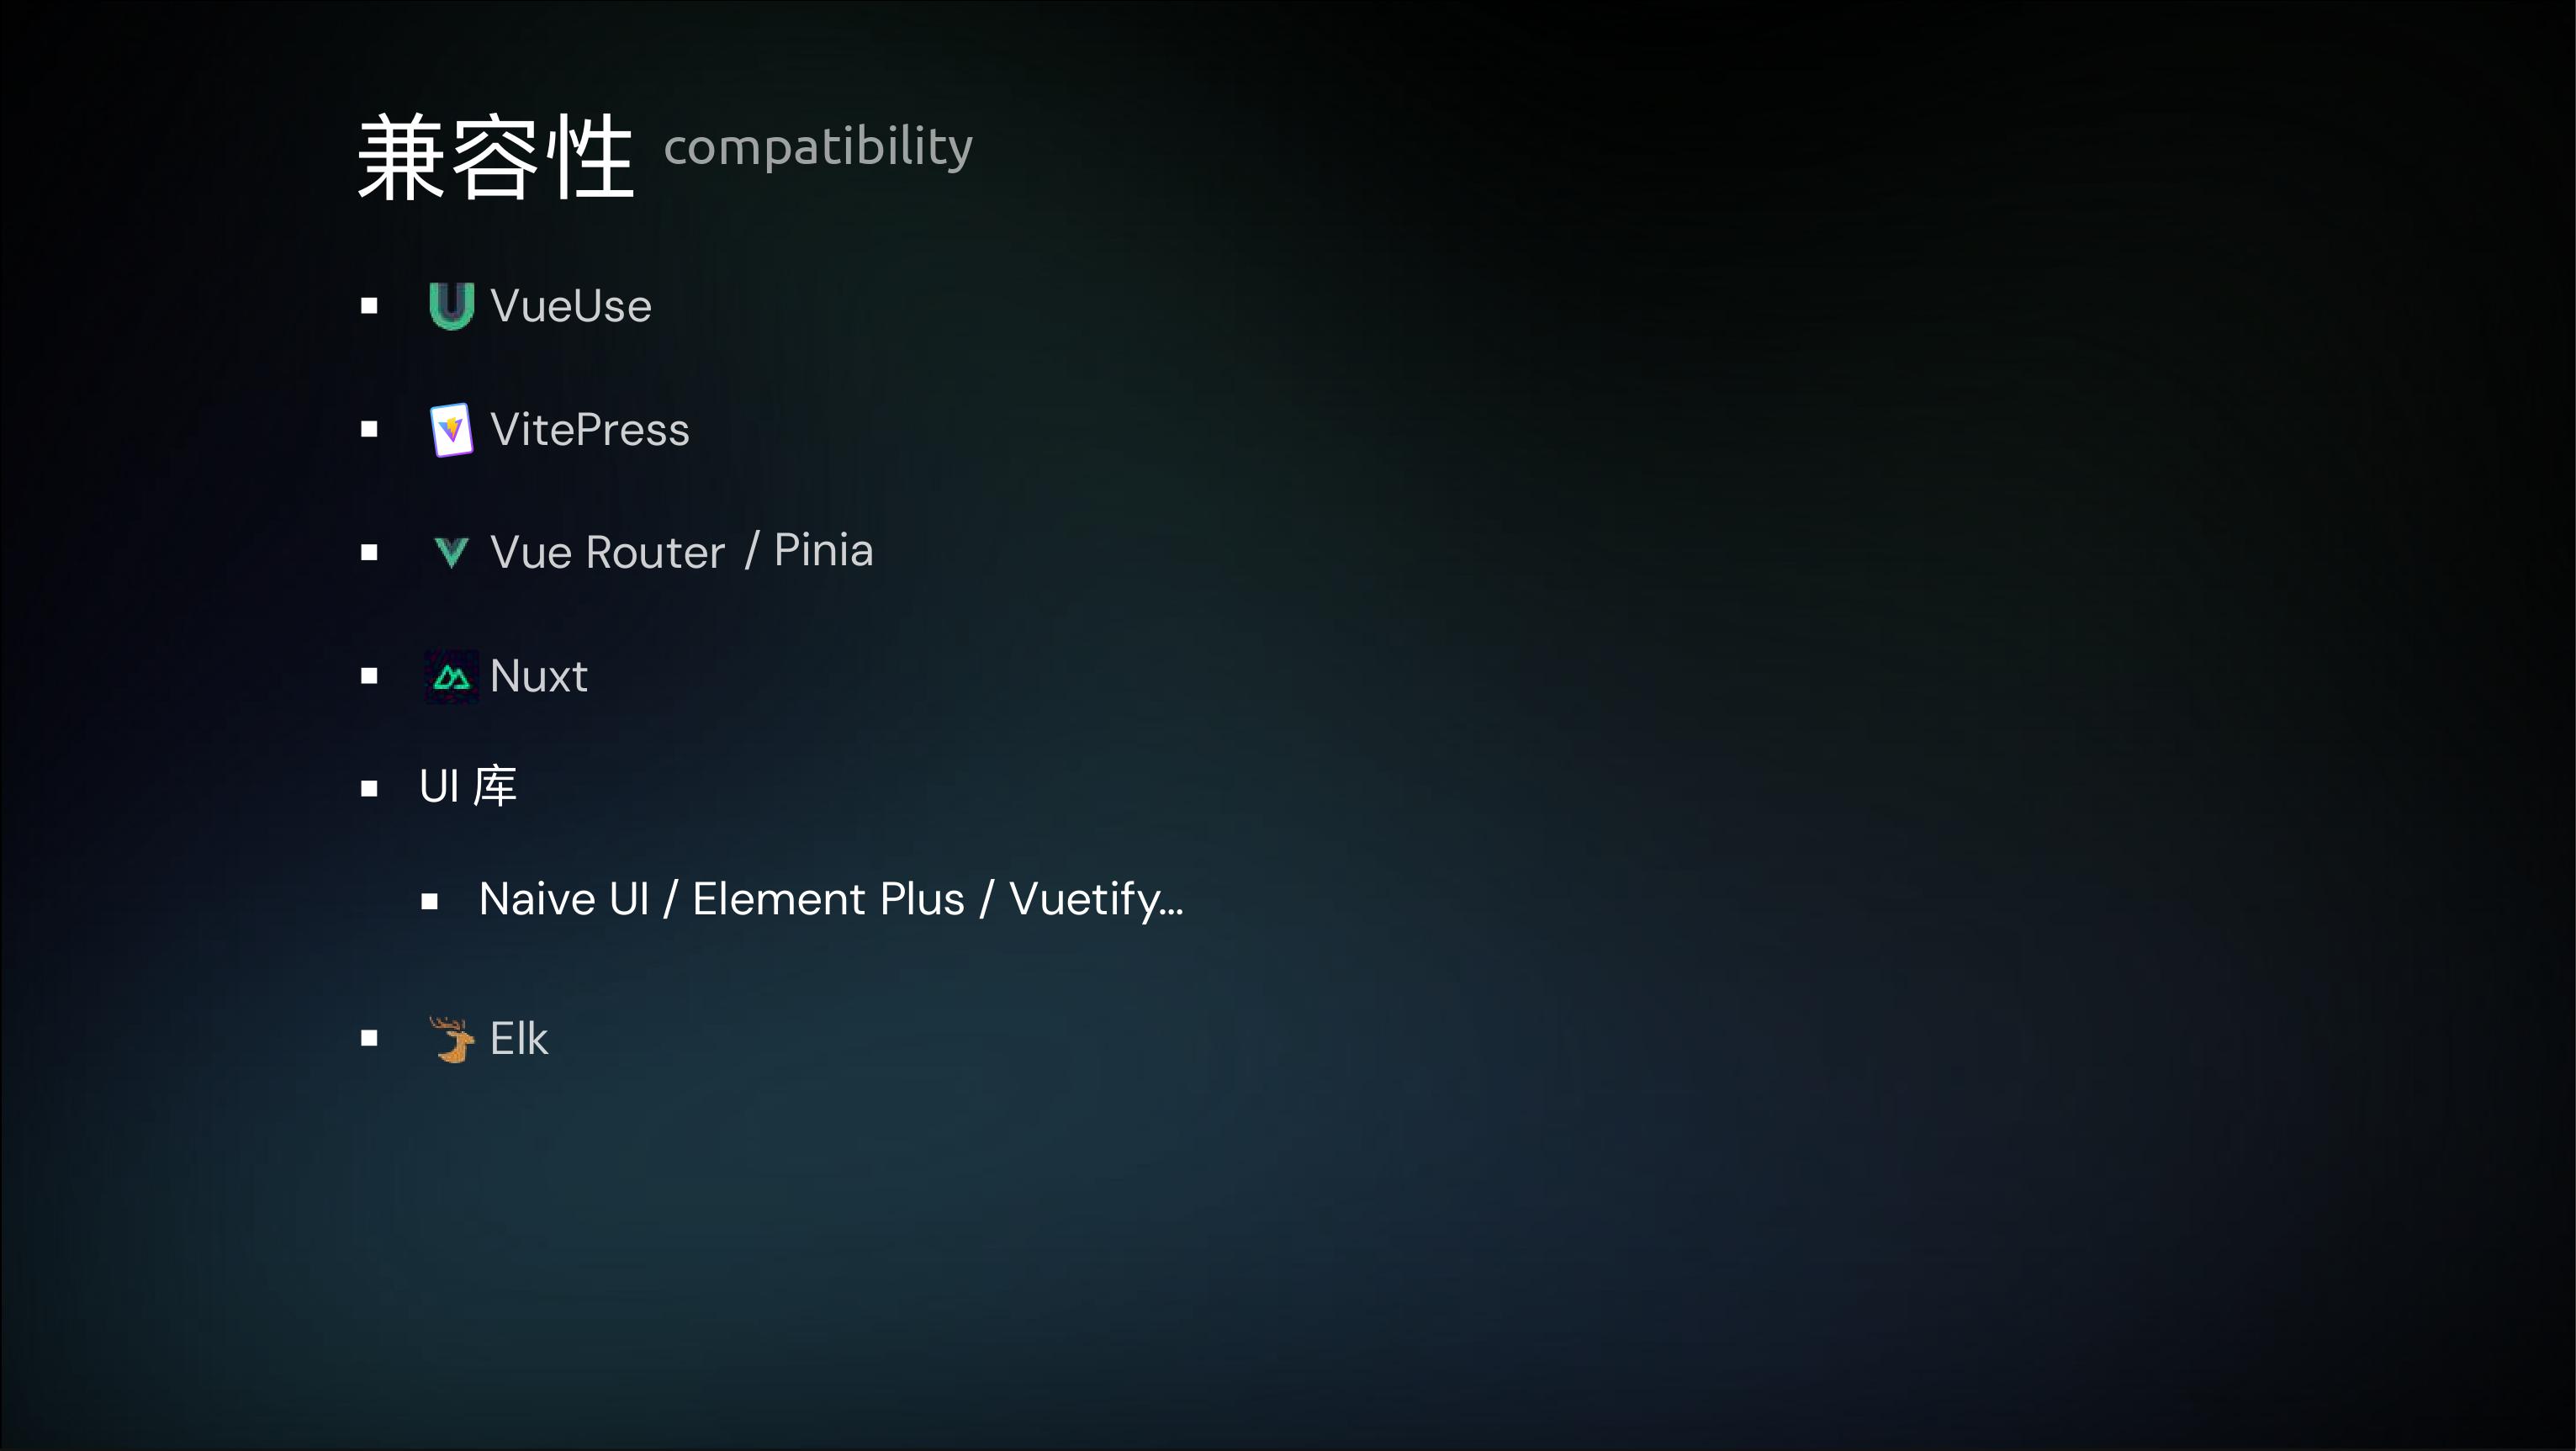 兼容性 compatibility
VueUse
VitePress
Vue Router / Pinia
Nuxt
UI 库
Naive UI / Element Plus / Vuetify...
Elk